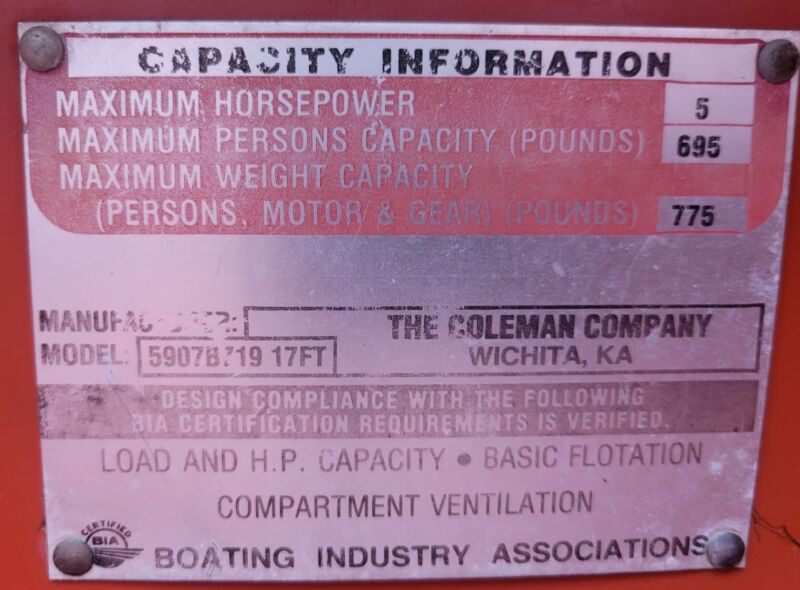 CAPACITY INFORMATION
MAXIMUM HORSEPOWER 5
MAXIMUM PERSONS CAPACITY (POUNDS) 695
MAXIMUM WEIGHT CAPACITY
(PERSONS, MOTOR & GEAR) (POUNDS) 775
MANUFACTURER: THE COLEMAN COMPANY
MODEL: WICHITA, KA
17FT
DESIGN COMPLIANCE WITH THE FOLLOWING
BIA CERTIFICATION REQUIREMENTS IS VERIFIED.
LOAD AND H.P. CAPACITY • BASIC FLOTATION
COMPARTMENT VENTILATION
CERTIFIED
BIA
BOATING INDUSTRY ASSOCIATIONS